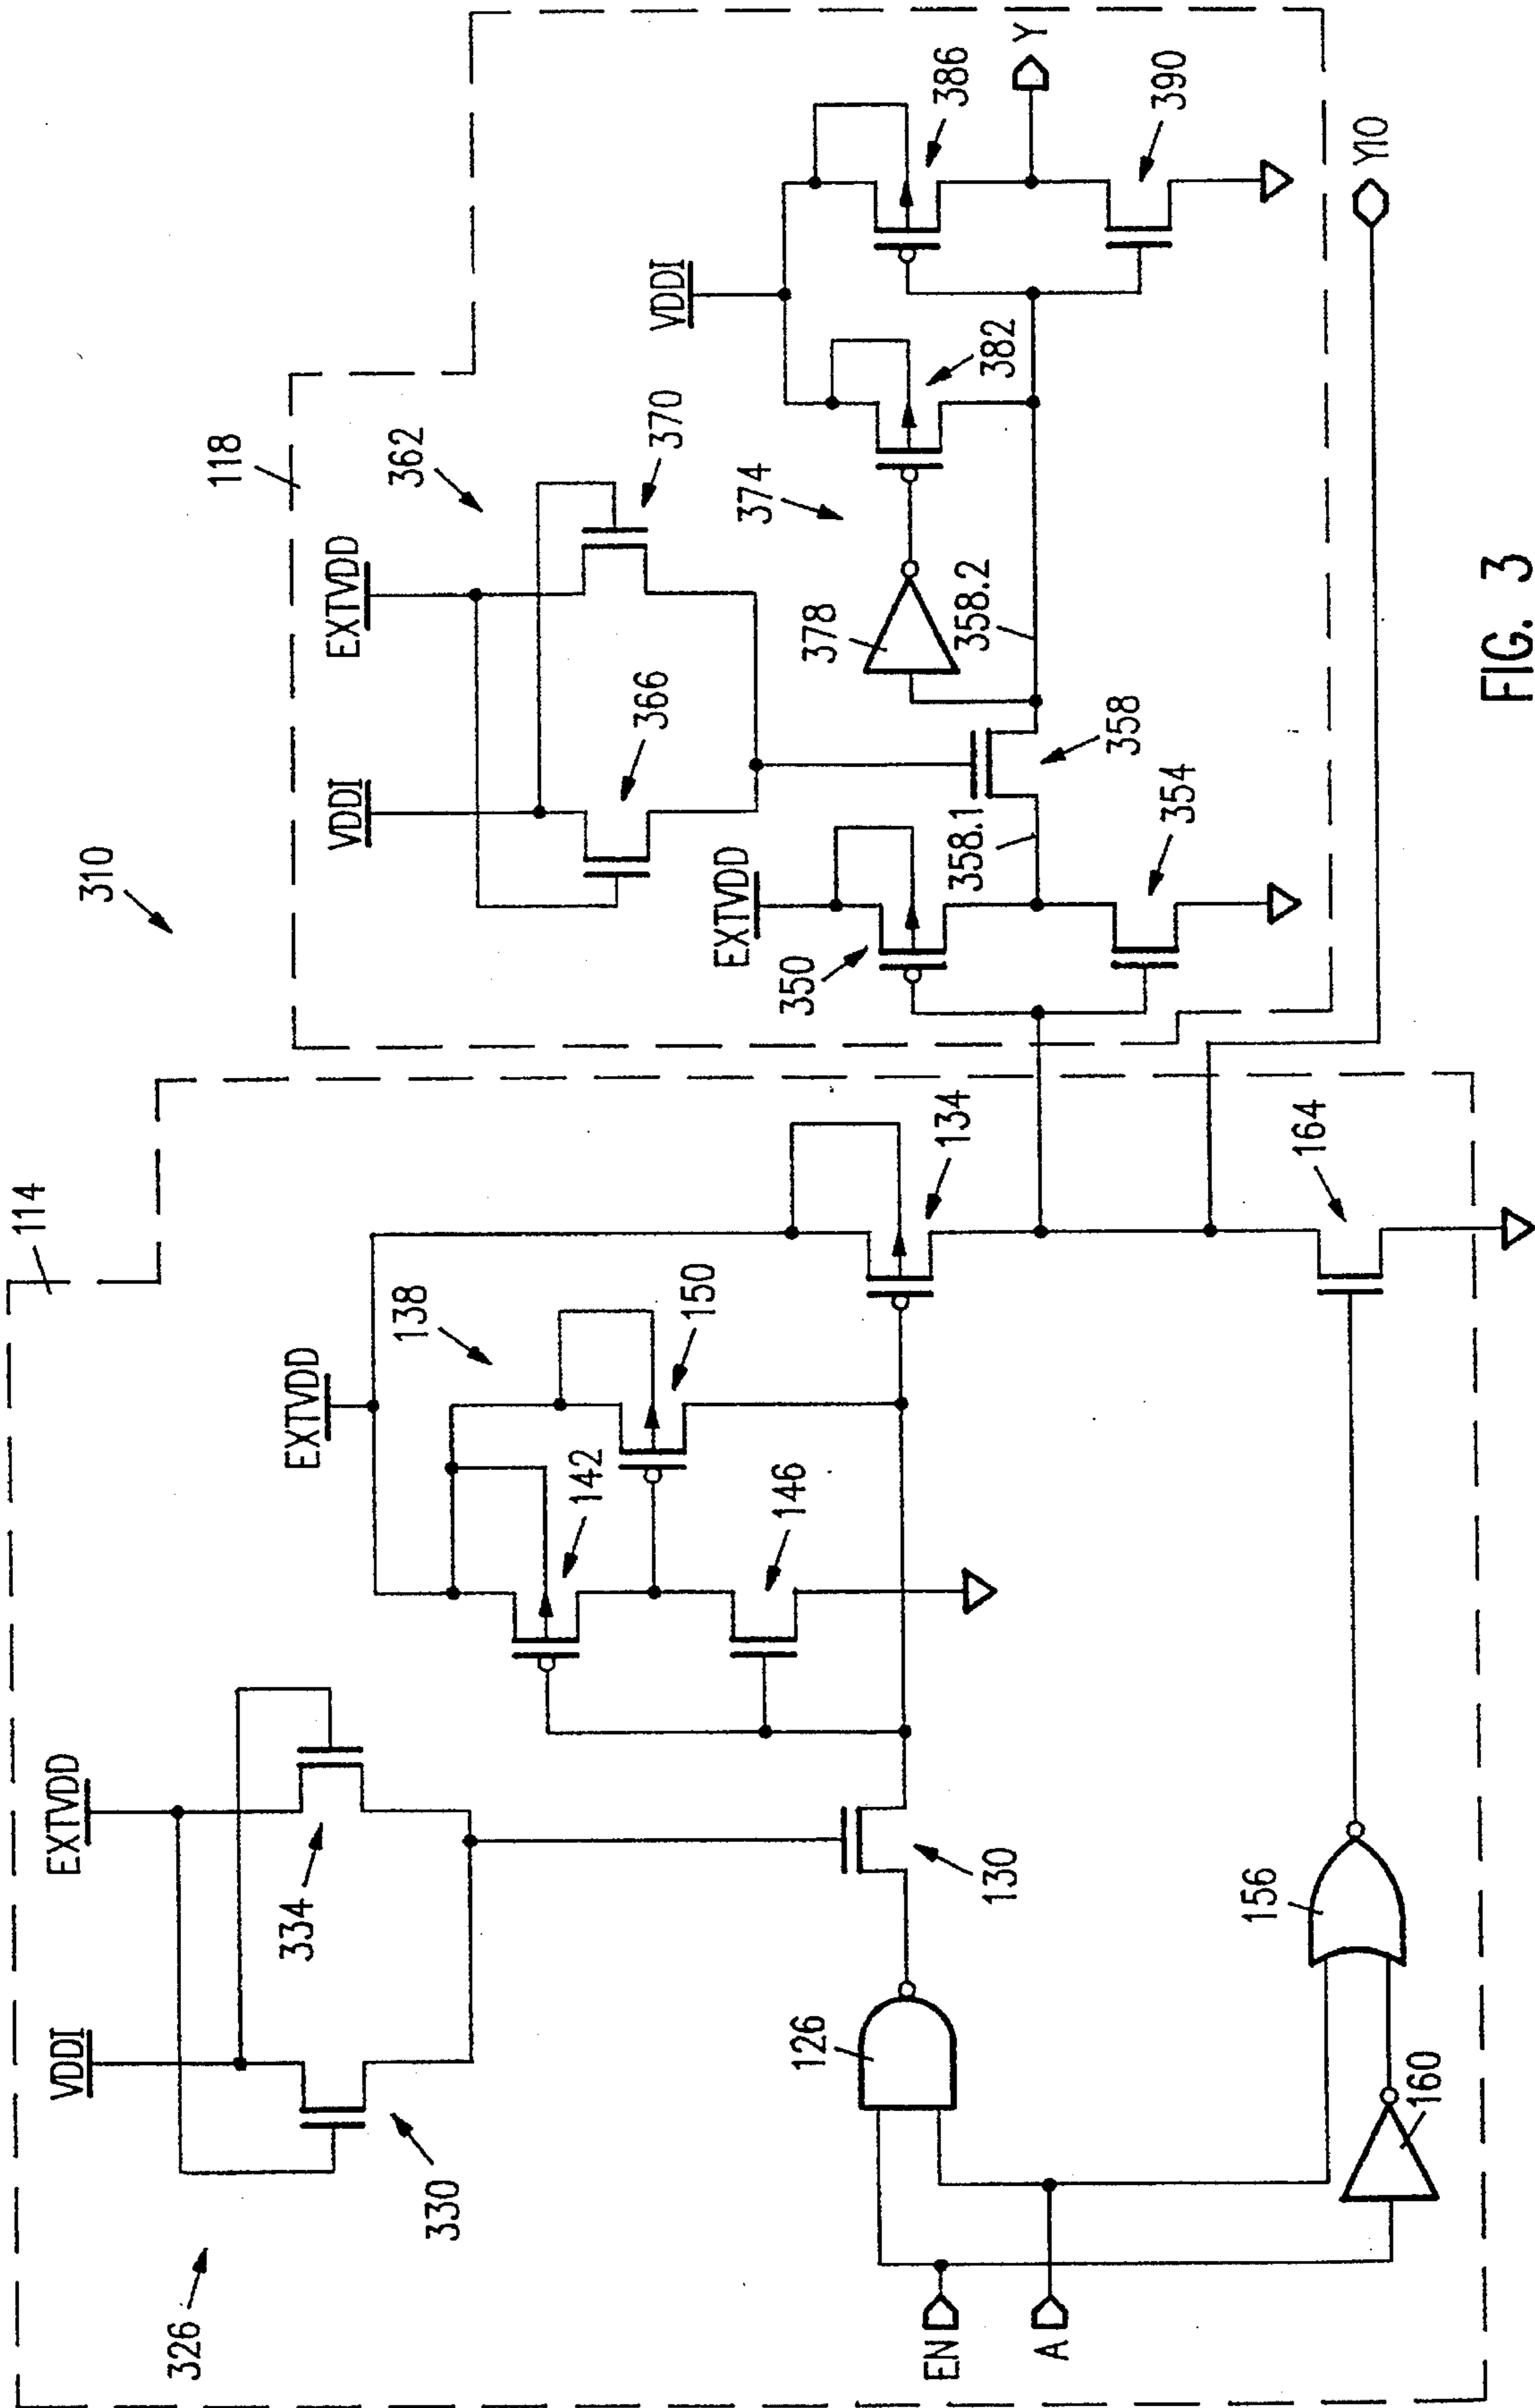 310
118
362
EXTVDD
VDDI
370
366
VDDI
374
386
EXTVDD
378
382
350
358.1
358.2
Y
358
354
390
YIO
114
326
VDDI
EXTVDD
EXTVDD
334
330
138
150
142
146
134
126
130
EN
A
156
160
164
FIG. 3